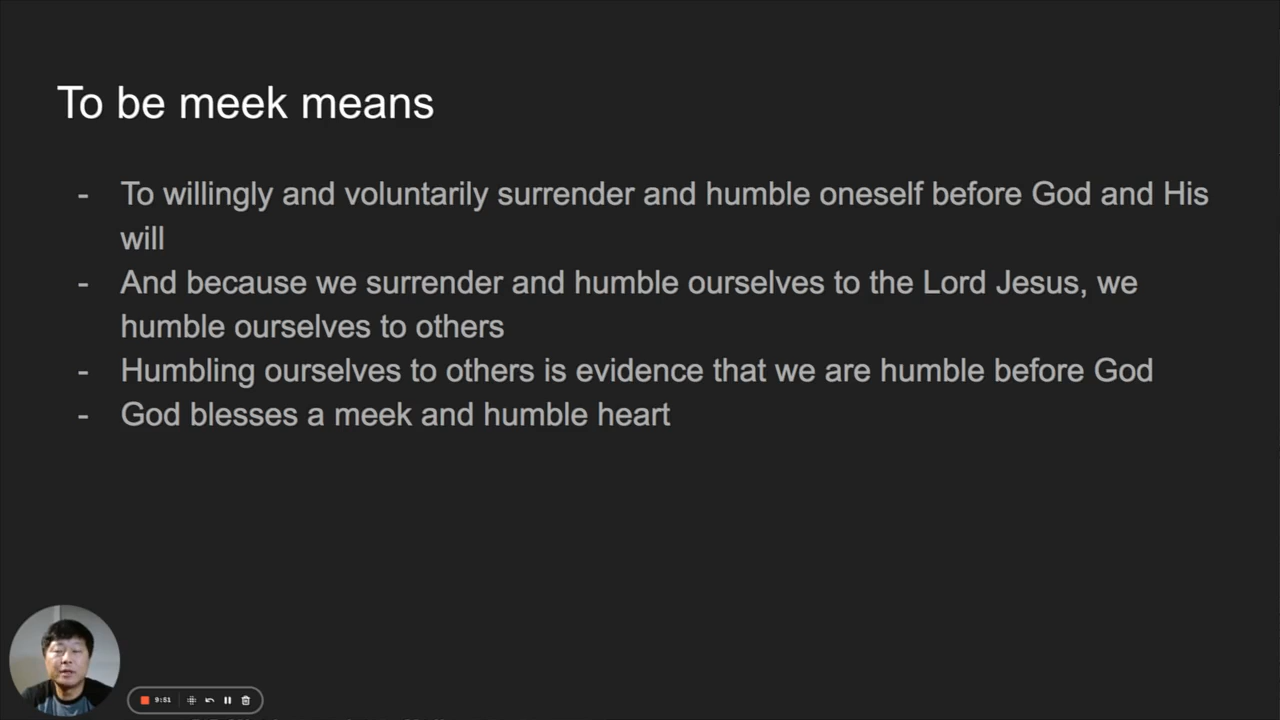 To be meek means
- To willingly and voluntarily surrender and humble oneself before God and His
will
- And because we surrender and humble ourselves to the Lord Jesus, we
humble ourselves to others
- Humbling ourselves to others is evidence that we are humble before God
- God blesses a meek and humble heart
9:51